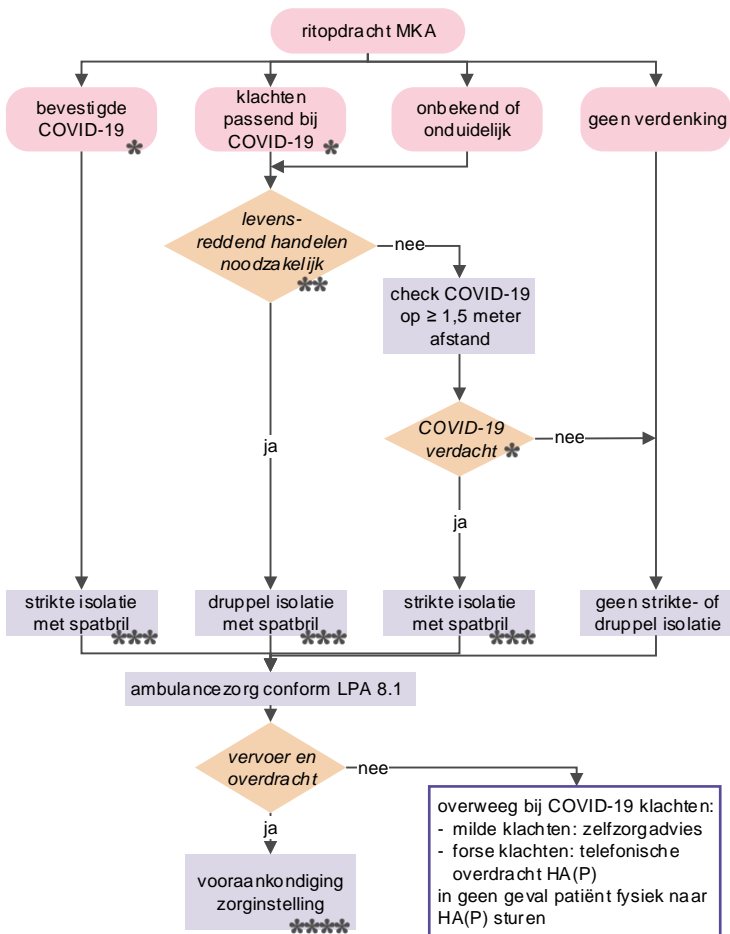 ritopdracht MKA
bevestigde
COVID-19
*
klachten
passend bij
COVID-19
*
onbekend of
onduidelijk
geen verdenking
levens-
reddend handelen
noodzakelijk
**
nee
check COVID-19
op ≥ 1,5 meter
afstand
COVID-19
verdacht *
nee
ja
ja
strikte isolatie
met spatbril
***
druppel isolatie
met spatbril
***
strikte isolatie
met spatbril
***
geen strikte- of
druppel isolatie
ambulancezorg conform LPA 8.1
vervoer en
overdracht
nee
ja
vooraankondiging
zorginstelling
****
overweeg bij COVID-19 klachten:
- milde klachten: zelfzorgadvies
- forse klachten: telefonische
overdracht HA(P)
in geen geval patiënt fysiek naar
HA(P) sturen